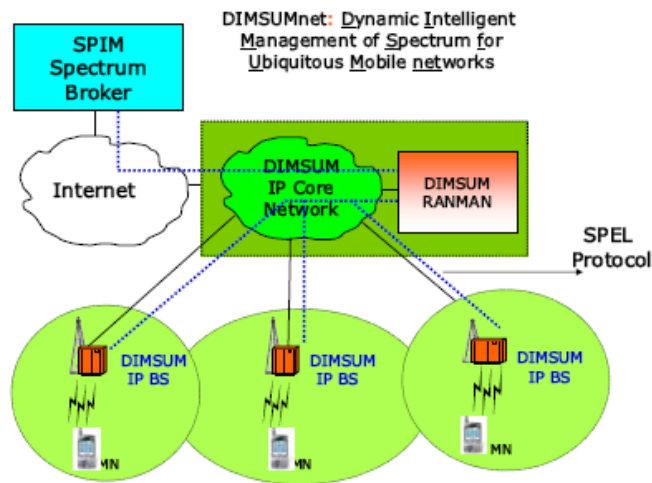 DIMSUMnet: Dynamic Intelligent
Management of Spectrum for
Ubiquitous Mobile networks
SPIM
Spectrum
Broker
Internet
DIMSUM
IP Core
Network
DIMSUM
RANMAN
SPEL
Protocol
DIMSUM
IP BS
DIMSUM
IP BS
DIMSUM
IP BS
MN
MN
MN